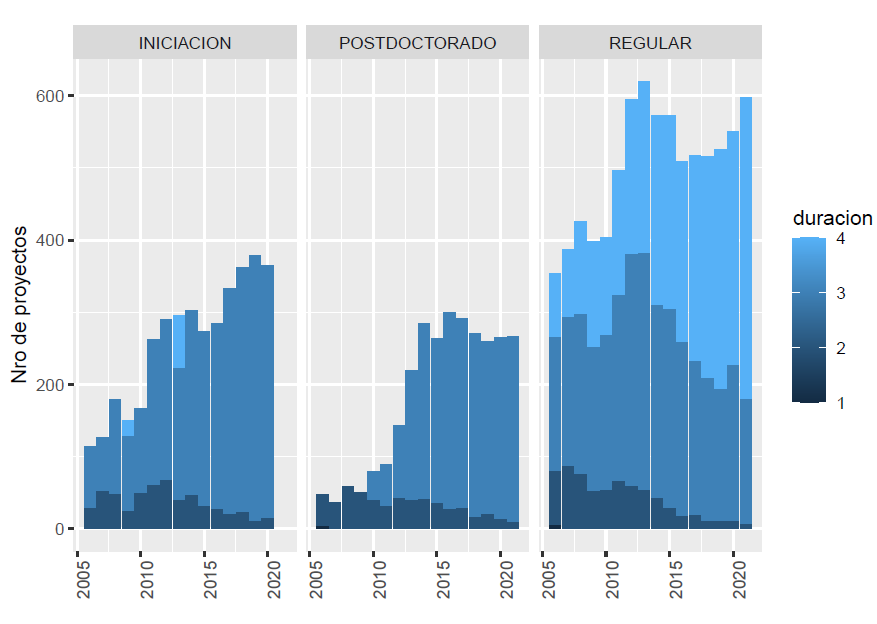 INICIACION POSTDOCTORADO REGULAR
Nro de proyectos
600
400
200
0
2005 2010 2015 2020 2005 2010 2015 2020 2005 2010 2015 2020
duracion
4
3
2
1